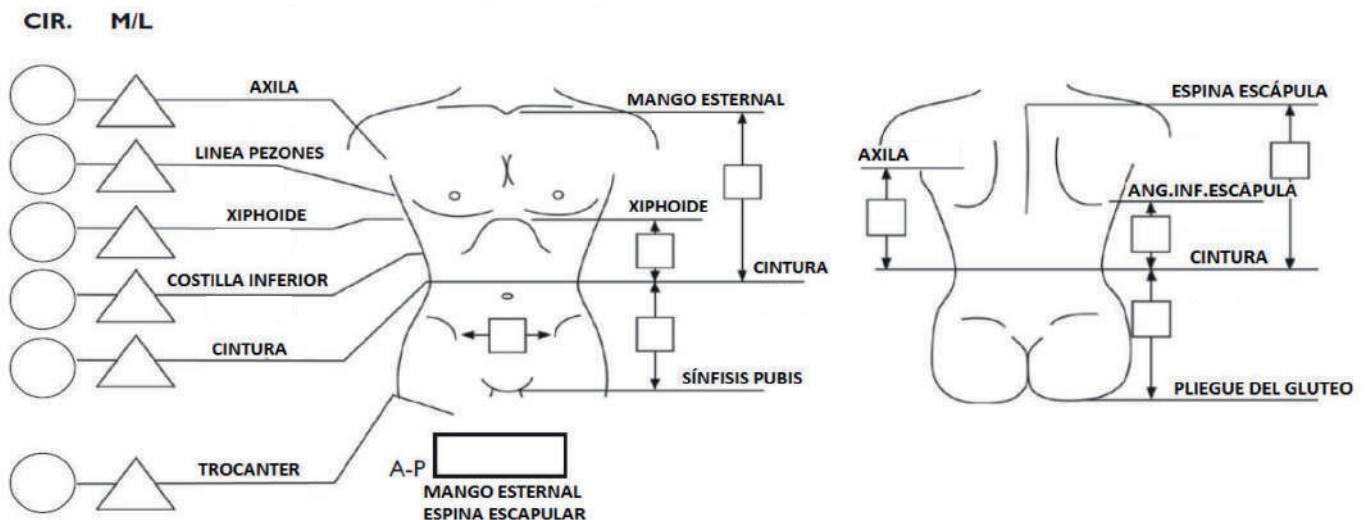 CIR. M/L
AXILA
LINEA PEZONES
XIPHOIDE
COSTILLA INFERIOR
CINTURA
TROCANTER
MANGO ESTERNAL
XIPHOIDE
CINTURA
SÍNFISIS PUBIS
A-P
MANGO ESTERNAL
ESPINA ESCAPULAR
ESPINA ESCÁPULA
AXILA
ANG.INF.ESCÁPULA
CINTURA
PLIEGUE DEL GLUTEO